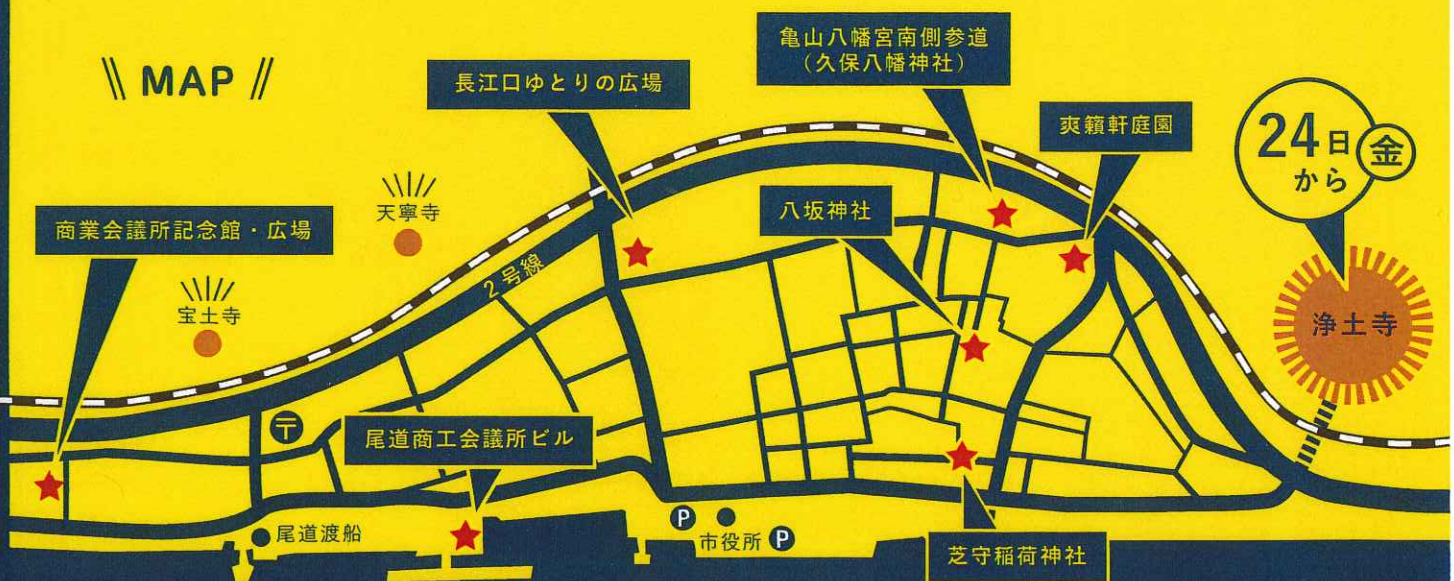 MAP
亀山八幡宮南側参道
（久保八幡神社）
長江口ゆとりの広場
爽籟軒庭園
24日
から
金
天寧寺
八坂神社
商業会議所記念館・広場
宝土寺
2号線
浄土寺
〒
尾道商工会議所ビル
尾道渡船
P
市役所
P
芝守稲荷神社